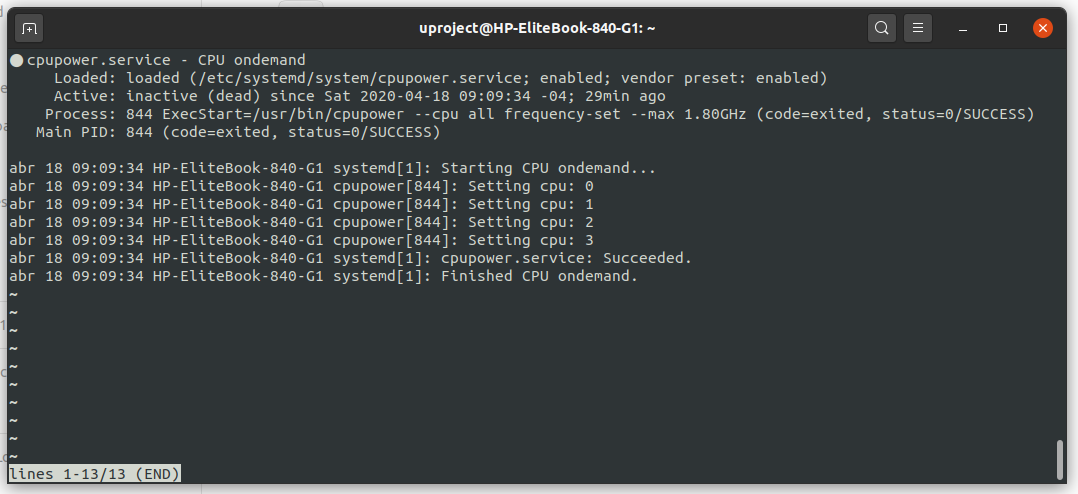 uproject@HP-EliteBook-840-G1: ~
● cpupower.service - CPU ondemand
     Loaded: loaded (/etc/systemd/system/cpupower.service; enabled; vendor preset: enabled)
     Active: inactive (dead) since Sat 2020-04-18 09:09:34 -04; 29min ago
    Process: 844 ExecStart=/usr/bin/cpupower --cpu all frequency-set --max 1.80GHz (code=exited, status=0/SUCCESS)
   Main PID: 844 (code=exited, status=0/SUCCESS)

abr 18 09:09:34 HP-EliteBook-840-G1 systemd[1]: Starting CPU ondemand...
abr 18 09:09:34 HP-EliteBook-840-G1 cpupower[844]: Setting cpu: 0
abr 18 09:09:34 HP-EliteBook-840-G1 cpupower[844]: Setting cpu: 1
abr 18 09:09:34 HP-EliteBook-840-G1 cpupower[844]: Setting cpu: 2
abr 18 09:09:34 HP-EliteBook-840-G1 cpupower[844]: Setting cpu: 3
abr 18 09:09:34 HP-EliteBook-840-G1 systemd[1]: cpupower.service: Succeeded.
abr 18 09:09:34 HP-EliteBook-840-G1 systemd[1]: Finished CPU ondemand.
~
~
~
~
~
~
~
~
~
~
lines 1-13/13 (END)